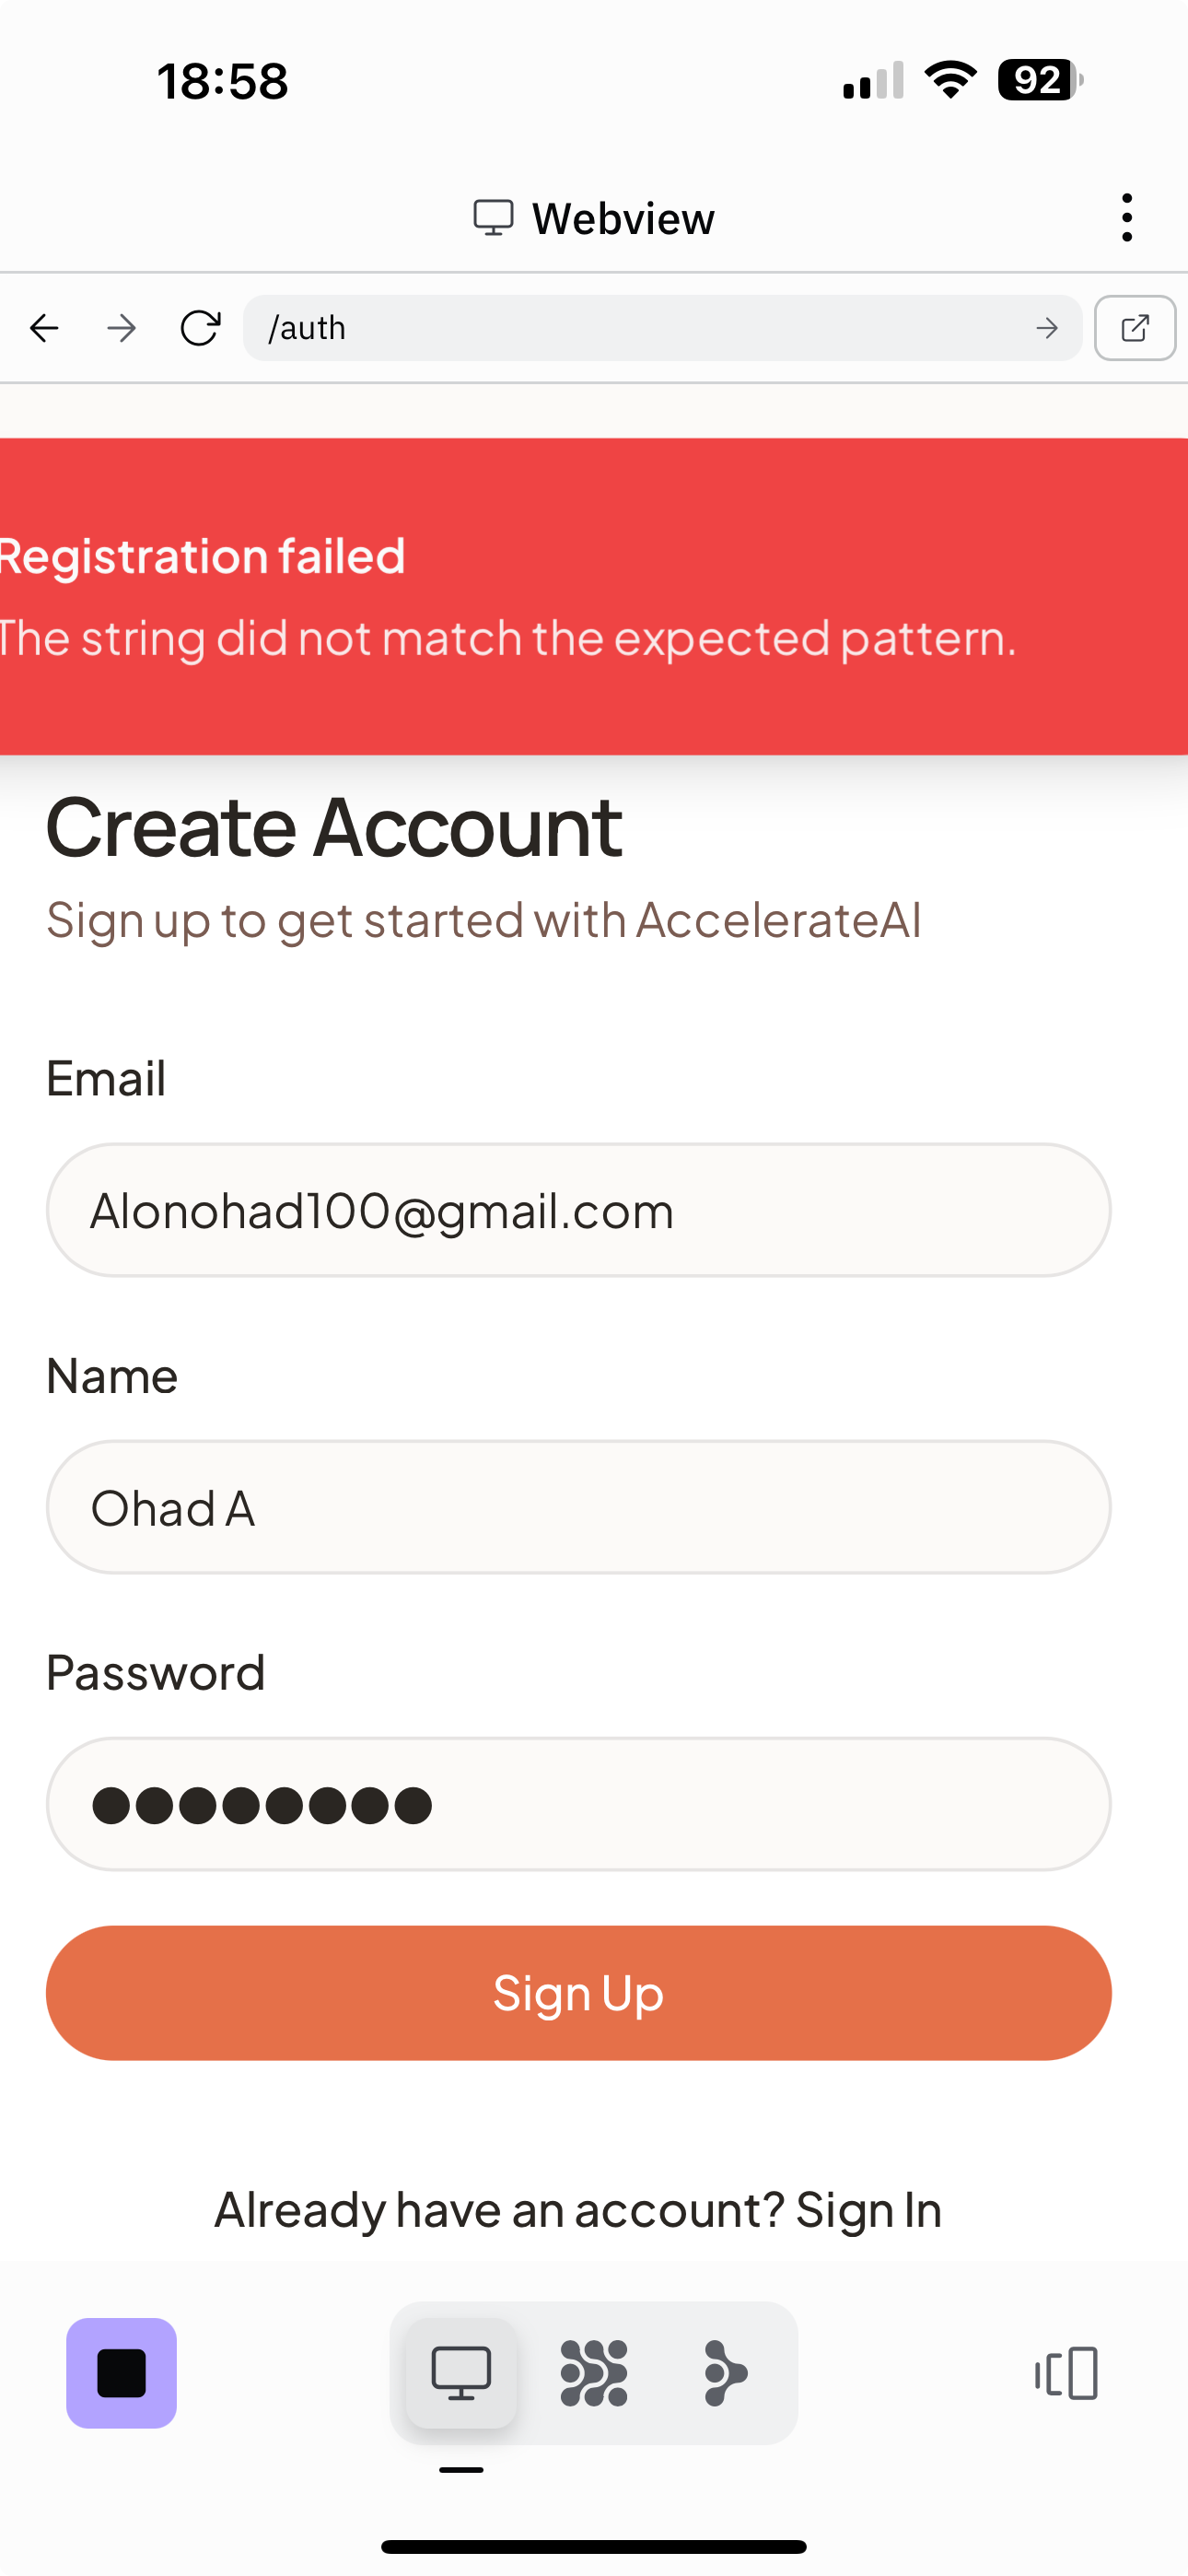 18:58
92
Webview
/auth
Registration failed
The string did not match the expected pattern.
Create Account
Sign up to get started with AccelerateAI
Email
Alonohad100@gmail.com
Name
Ohad A
Password
Sign Up
Already have an account? Sign In